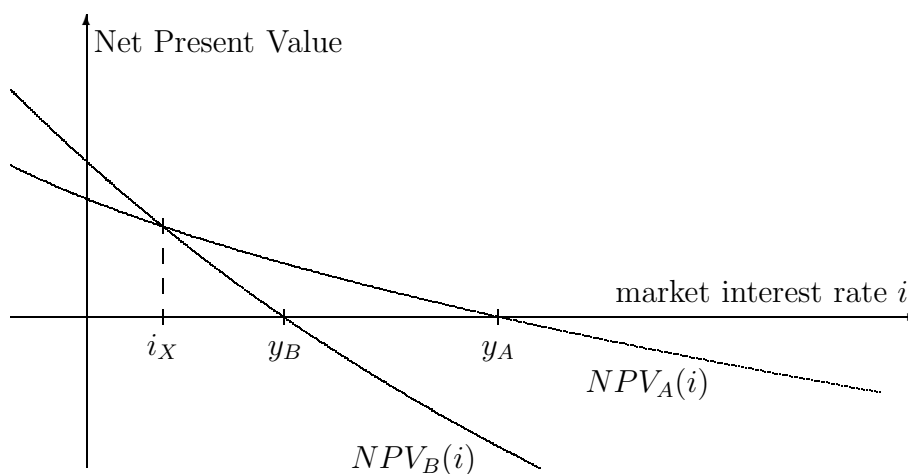 Net Present Value
market interest rate i
i_X
y_B
y_A
NPV_A(i)
NPV_B(i)